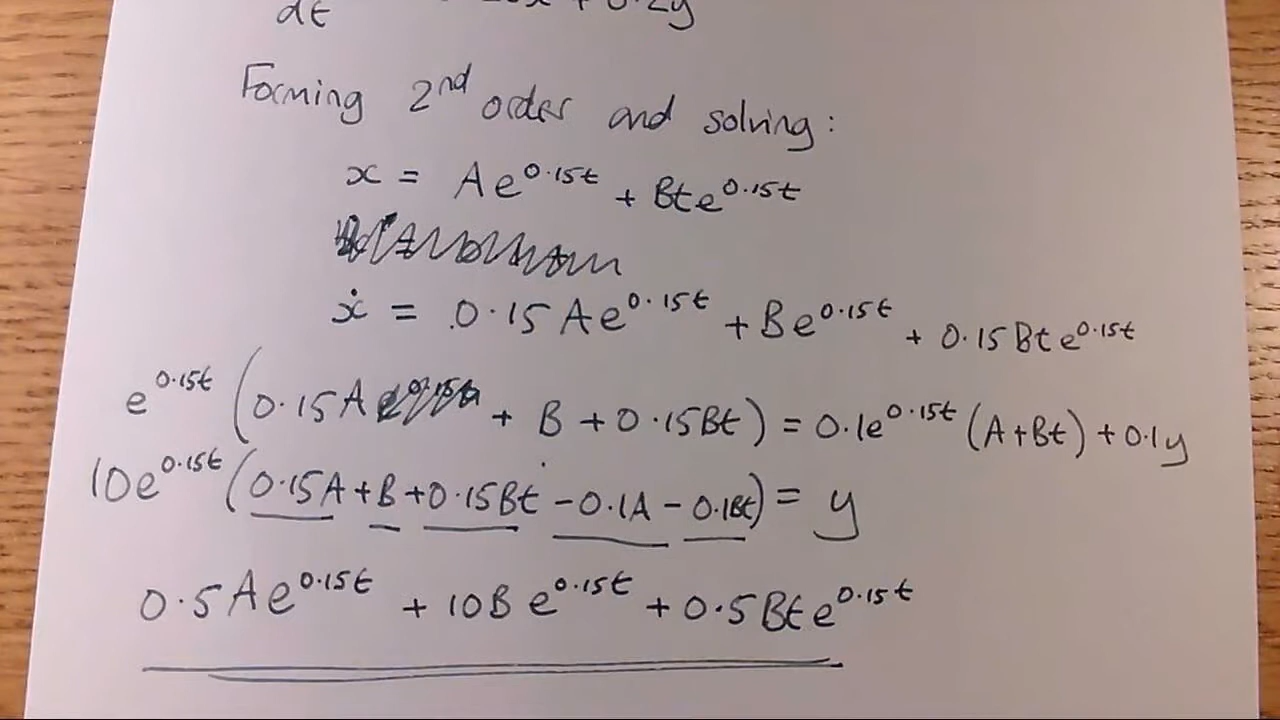 dt + 0.2y
Forming 2nd order and solving:
x = Ae^0.15t + Bte^0.15t
ẋ = 0.15Ae^0.15t + Be^0.15t + 0.15Bte^0.15t
e^0.15t (0.15A + B + 0.15Bt) = 0.1e^0.15t (A+Bt) + 0.1y
10e^0.15t (0.15A+B+0.15Bt -0.1A - 0.1Bt) = y
0.5Ae^0.15t + 10Be^0.15t + 0.5Bte^0.15t